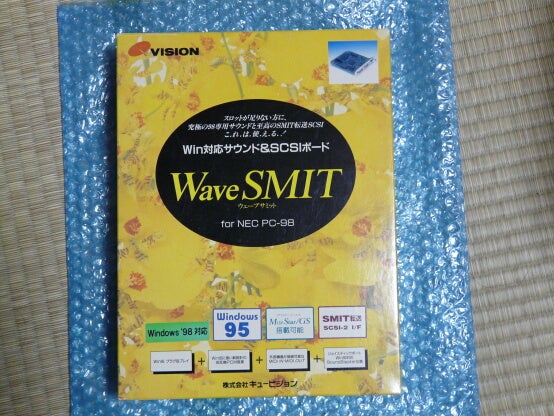 VISION
スロットが足りない方に、
究極の98専用サウンドと至高のSMIT転送SCSI
こ.れ.は.使.え.る.！
Win対応サウンド&SCSIボード
Wave SMIT
ウェーブサミット
for NEC PC-98
Windows '98 対応
Windows 95
搭載可能
SMIT転送
SCSI-2 I/F
+ + +
株式会社キュービジョン